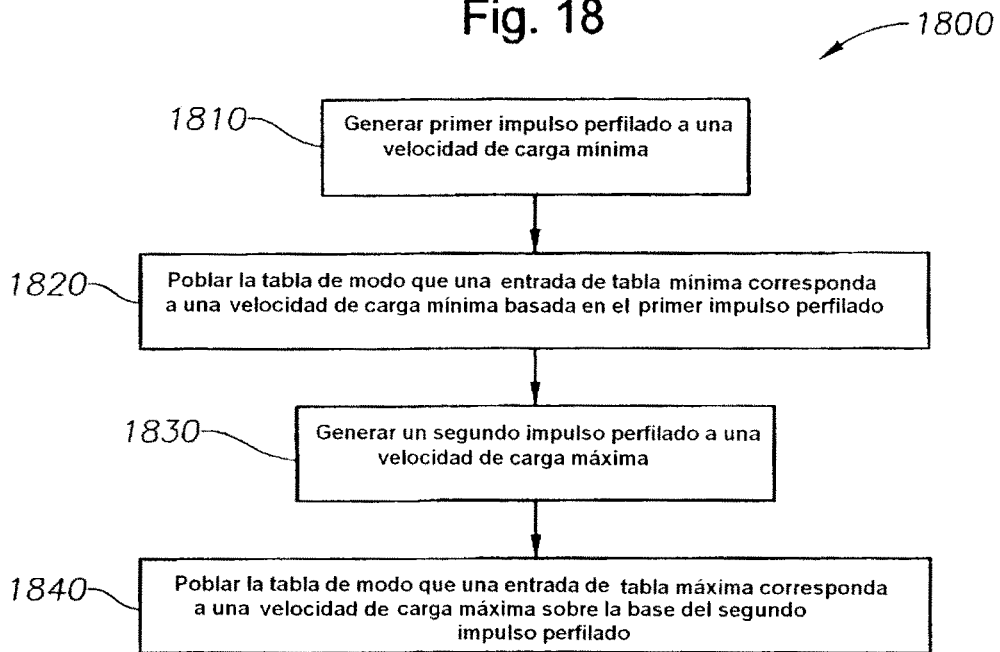 Fig. 18
1800
1810
Generar primer impulso perfilado a una
velocidad de carga mínima
1820
Poblar la tabla de modo que una entrada de tabla mínima corresponda
a una velocidad de carga mínima basada en el primer impulso perfilado
1830
Generar un segundo impulso perfilado a una
velocidad de carga máxima
1840
Poblar la tabla de modo que una entrada de tabla máxima corresponda
a una velocidad de carga máxima sobre la base del segundo
impulso perfilado